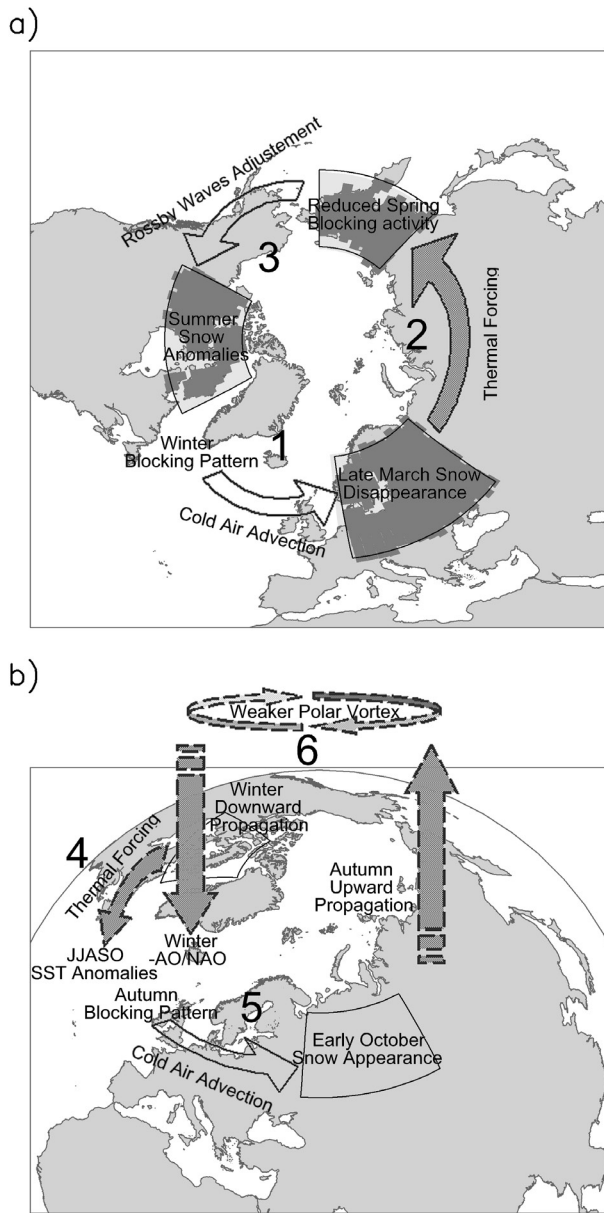 a)
Rossby Waves Adjustement
Reduced Spring
Blocking activity
3
Summer
Snow
Anomalies
2
Thermal Forcing
1
Winter
Blocking Pattern
Late March Snow
Disappearance
Cold Air Advection
b)
Weaker Polar Vortex
6
Winter
Downward
Propagation
4
Thermal Forcing
Autumn
Upward
Propagation
JJASO
SST Anomalies
Winter
-AO/NAO
Autumn
Blocking Pattern
5
Early October
Snow Appearance
Cold Air Advection